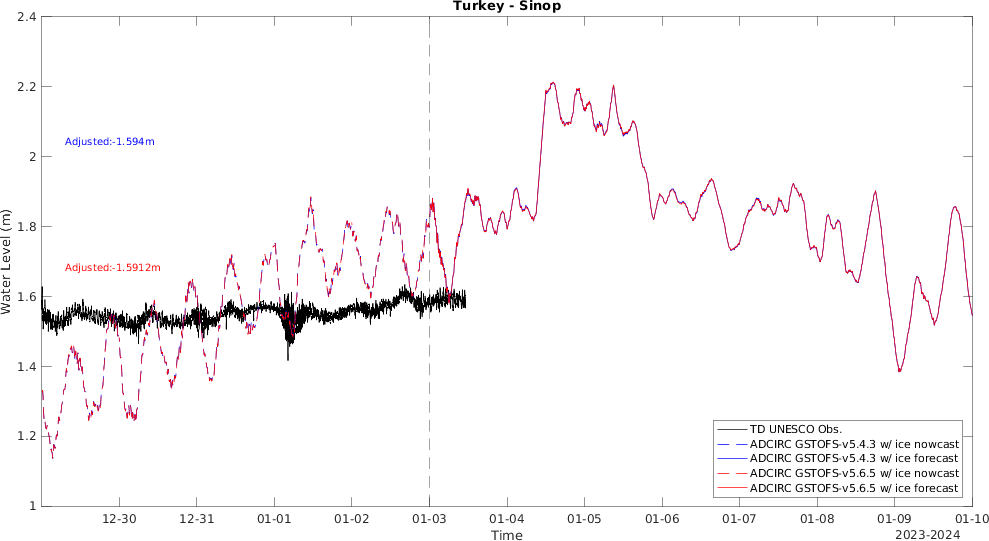 Turkey - Sinop
2.4
2.2
2
1.8
1.6
1.4
1.2
1
Water Level (m)
Adjusted:-1.594m
Adjusted:-1.5912m
TD UNESCO Obs.
ADCIRC GSTOFS-v5.4.3 w/ ice nowcast
ADCIRC GSTOFS-v5.4.3 w/ ice forecast
ADCIRC GSTOFS-v5.6.5 w/ ice nowcast
ADCIRC GSTOFS-v5.6.5 w/ ice forecast
12-30 12-31 01-01 01-02 01-03 01-04 01-05 01-06 01-07 01-08 01-09 01-10
Time
2023-2024